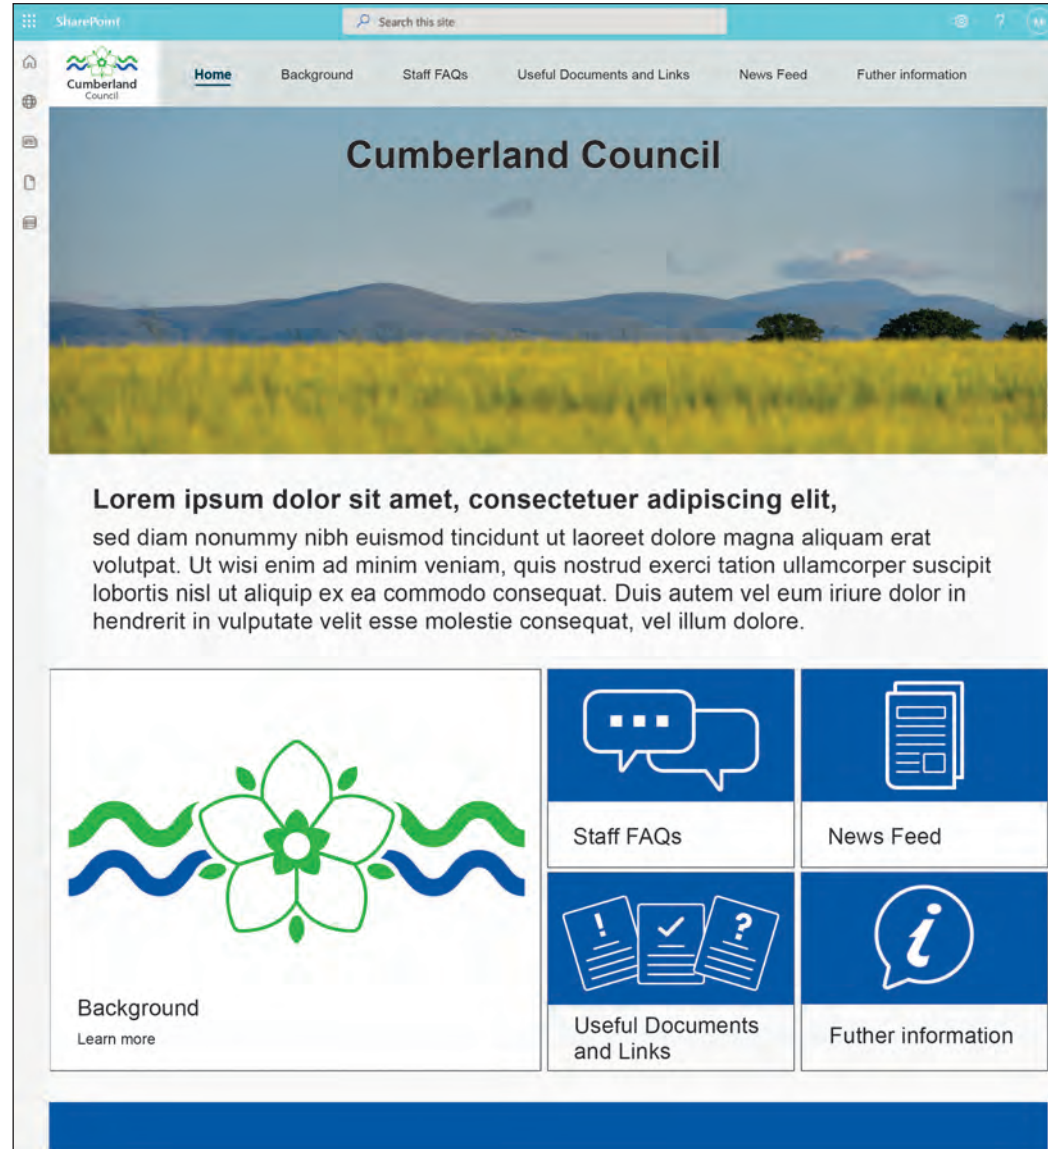 SharePoint
Search this site
?
Cumberland
Council
Home
Background
Staff FAQs
Useful Documents and Links
News Feed
Futher information
Cumberland Council
Lorem ipsum dolor sit amet, consectetuer adipiscing elit,
sed diam nonummy nibh euismod tincidunt ut laoreet dolore magna aliquam erat
volutpat. Ut wisi enim ad minim veniam, quis nostrud exerci tation ullamcorper suscipit
lobortis nisl ut aliquip ex ea commodo consequat. Duis autem vel eum iriure dolor in
hendrerit in vulputate velit esse molestie consequat, vel illum dolore.
Background
Learn more
Staff FAQs
News Feed
! ?
i
Useful Documents
and Links
Futher information